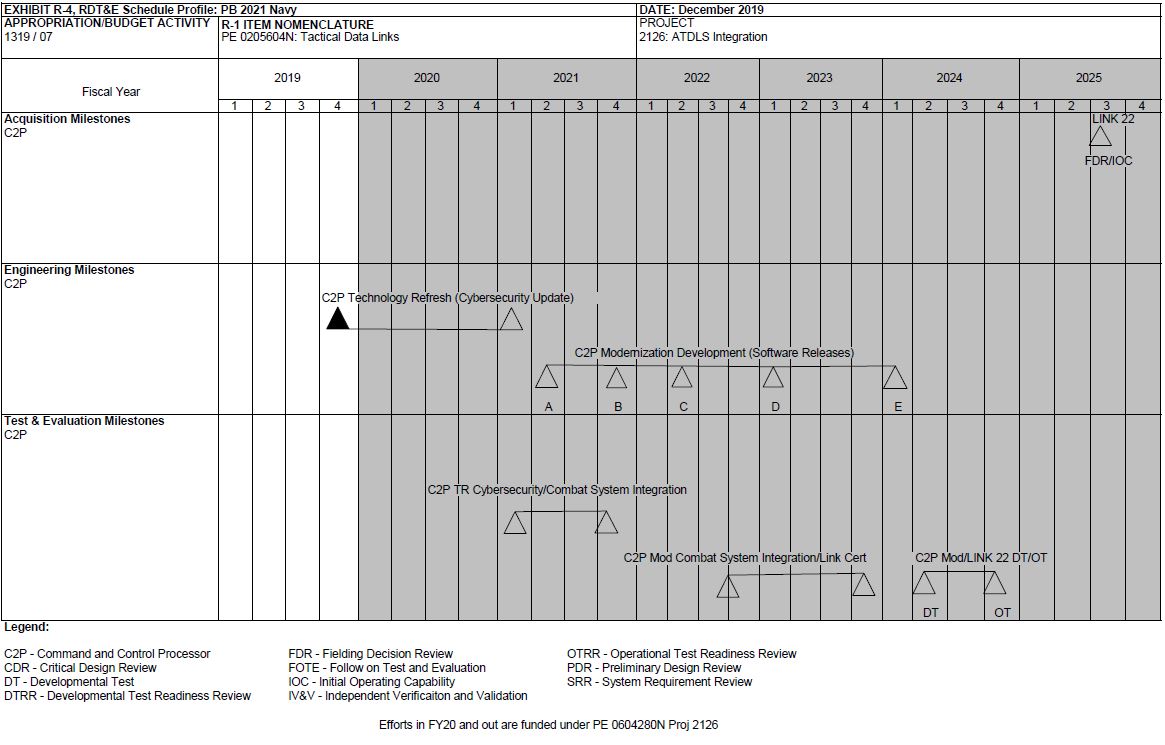 EXHIBIT R-4, RDT&E Schedule Profile: PB 2021 Navy
DATE: December 2019
APPROPRIATION/BUDGET ACTIVITY
R-1 ITEM NOMENCLATURE
PROJECT
1319 / 07
PE 0205604N: Tactical Data Links
2126: ATDLS Integration
Fiscal Year
2019 2020 2021 2022 2023 2024 2025
1 2 3 4 1 2 3 4 1 2 3 4 1 2 3 4 1 2 3 4 1 2 3 4 1 2 3 4
Acquisition Milestones
C2P
LINK 22
FDR/IOC
Engineering Milestones
C2P
C2P Technology Refresh (Cybersecurity Update)
C2P Modernization Development (Software Releases)
A B C D E
Test & Evaluation Milestones
C2P
C2P TR Cybersecurity/Combat System Integration
C2P Mod Combat System Integration/Link Cert
C2P Mod/LINK 22 DT/OT
DT OT
Legend:
C2P - Command and Control Processor
CDR - Critical Design Review
DT - Developmental Test
DTRR - Developmental Test Readiness Review
FDR - Fielding Decision Review
FOTE - Follow on Test and Evaluation
IOC - Initial Operating Capability
IV&V - Independent Verificaiton and Validation
OTRR - Operational Test Readiness Review
PDR - Preliminary Design Review
SRR - System Requirement Review
Efforts in FY20 and out are funded under PE 0604280N Proj 2126